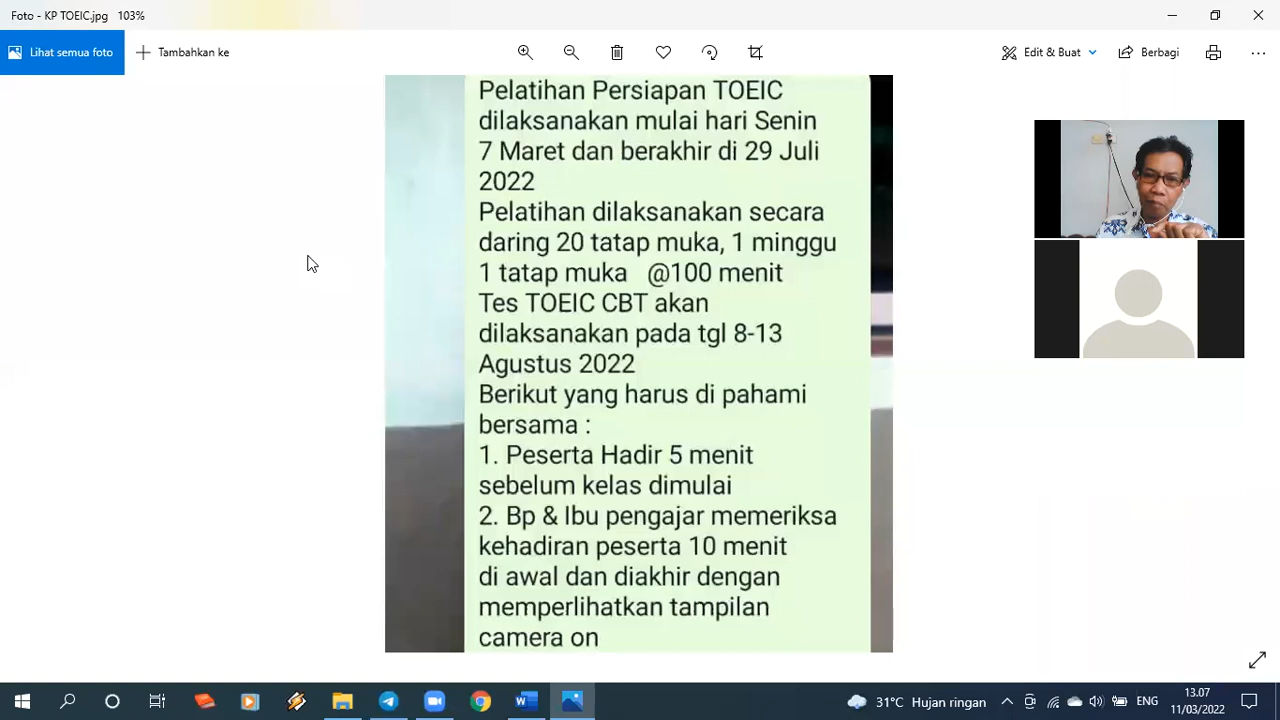 Foto - KP TOEIC.jpg 103%
Lihat semua foto
Tambahkan ke
Edit & Buat
Berbagi
Pelatihan Persiapan TOEIC
dilaksanakan mulai hari Senin
7 Maret dan berakhir di 29 Juli
2022
Pelatihan dilaksanakan secara
daring 20 tatap muka, 1 minggu
1 tatap muka @100 menit
Tes TOEIC CBT akan
dilaksanakan pada tgl 8-13
Agustus 2022
Berikut yang harus di pahami
bersama :
1. Peserta Hadir 5 menit
sebelum kelas dimulai
2. Bp & Ibu pengajar memeriksa
kehadiran peserta 10 menit
di awal dan diakhir dengan
memperlihatkan tampilan
camera on
31°C Hujan ringan
ENG
13.07
11/03/2022